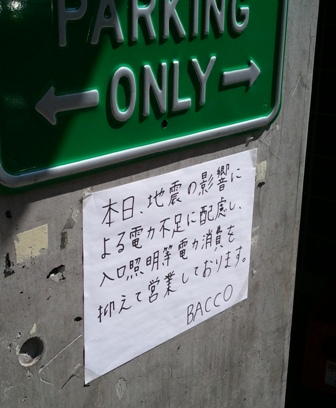 PARKING
ONLY
本日、地震の影響に
よる電力不足に配慮し、
入口照明等電力消費を
抑えて営業しております。
BACCO